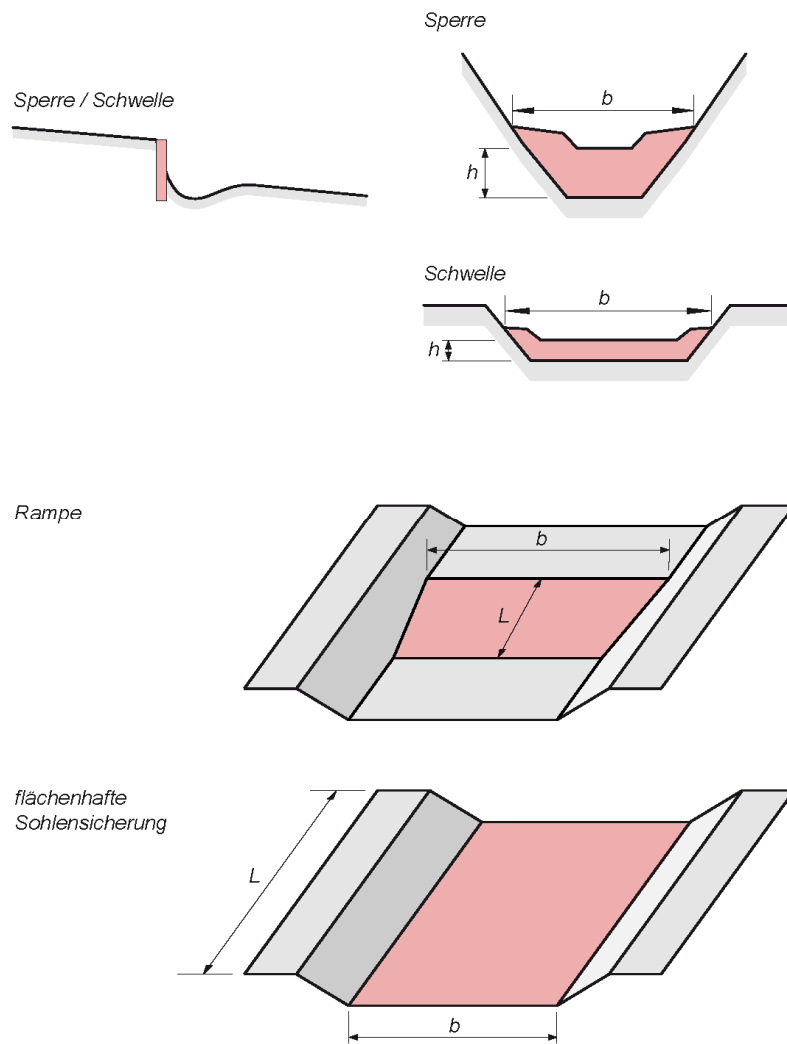 Sperre
Sperre / Schwelle
b
h
Schwelle
b
h
Rampe
b
L
flächenhafte
Sohlensicherung
L
b